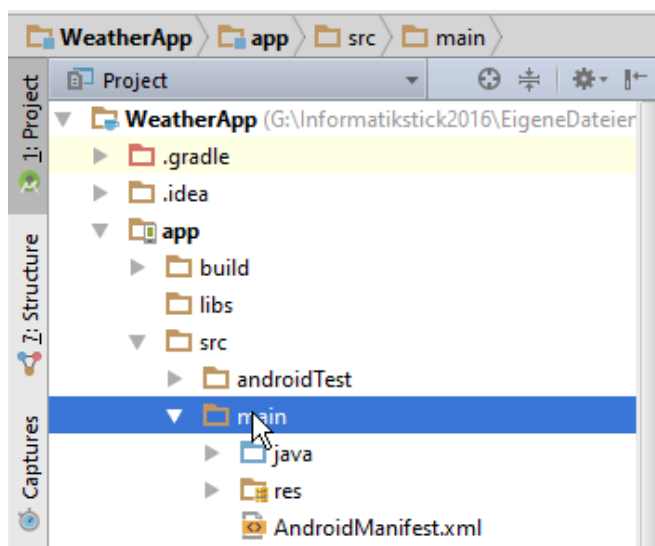 WeatherApp app src main
1: Project
Project
WeatherApp (G:\Informatikstick2016\EigeneDateien
.gradle
.idea
app
build
libs
7: Structure
src
androidTest
main
java
Captures
res
AndroidManifest.xml